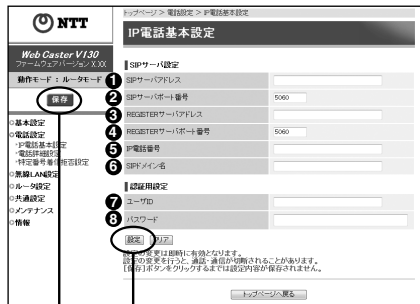 NTT
Web Caster V130
ファームウェアバージョン X.XX
動作モード : ルータモード
保存
基本設定
電話設定
・IP電話基本設定
・電話詳細設定
・特定番号着信拒否設定
無線LAN設定
ルータ設定
共通設定
メンテナンス
情報
トップページ > 電話設定 > IP電話基本設定
IP電話基本設定
SIPサーバ設定
1 SIPサーバアドレス
2 SIPサーバポート番号 5060
3 REGISTERサーバアドレス
4 REGISTERサーバポート番号 5060
5 IP電話番号
6 SIPドメイン名
認証用設定
7 ユーザID
8 パスワード
設定 クリア
設定の変更は即時に有効となります。
設定の変更を行うと、通話・通信が切断されることがあります。
[保存]ボタンをクリックするまでは設定内容が保存されません。
トップページへ戻る